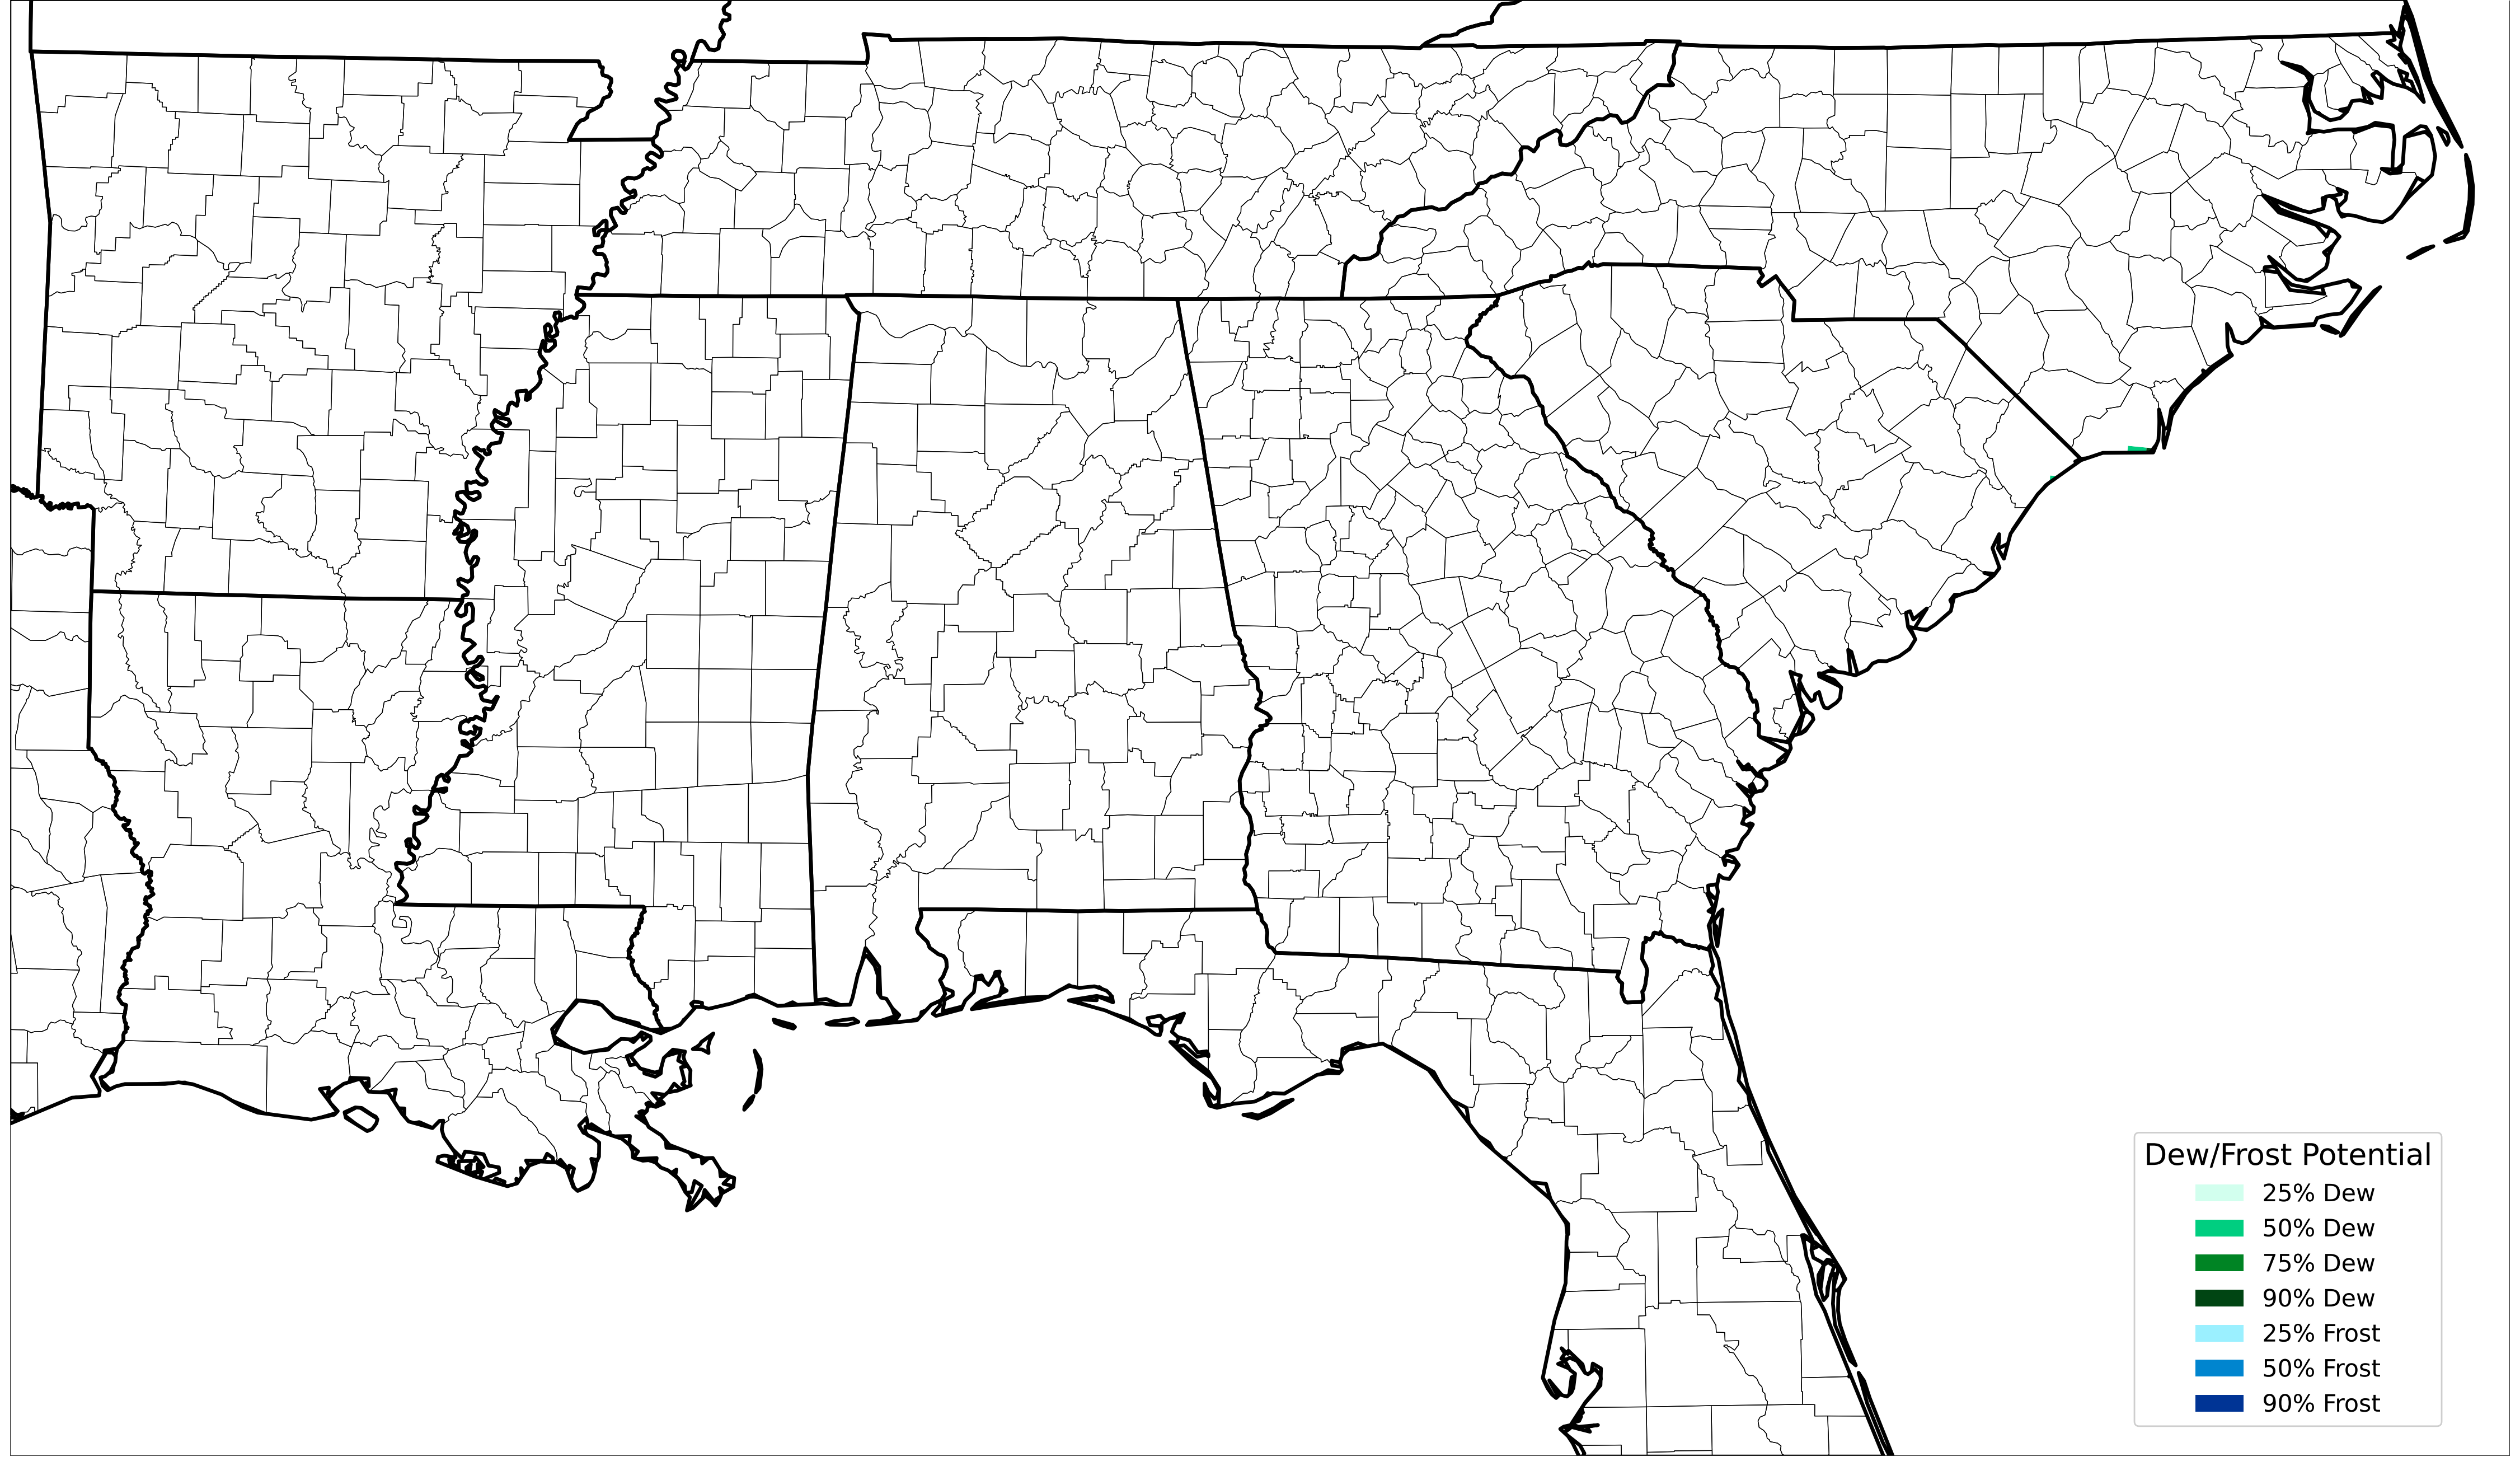 Dew/Frost Potential
25% Dew
50% Dew
75% Dew
90% Dew
25% Frost
50% Frost
90% Frost